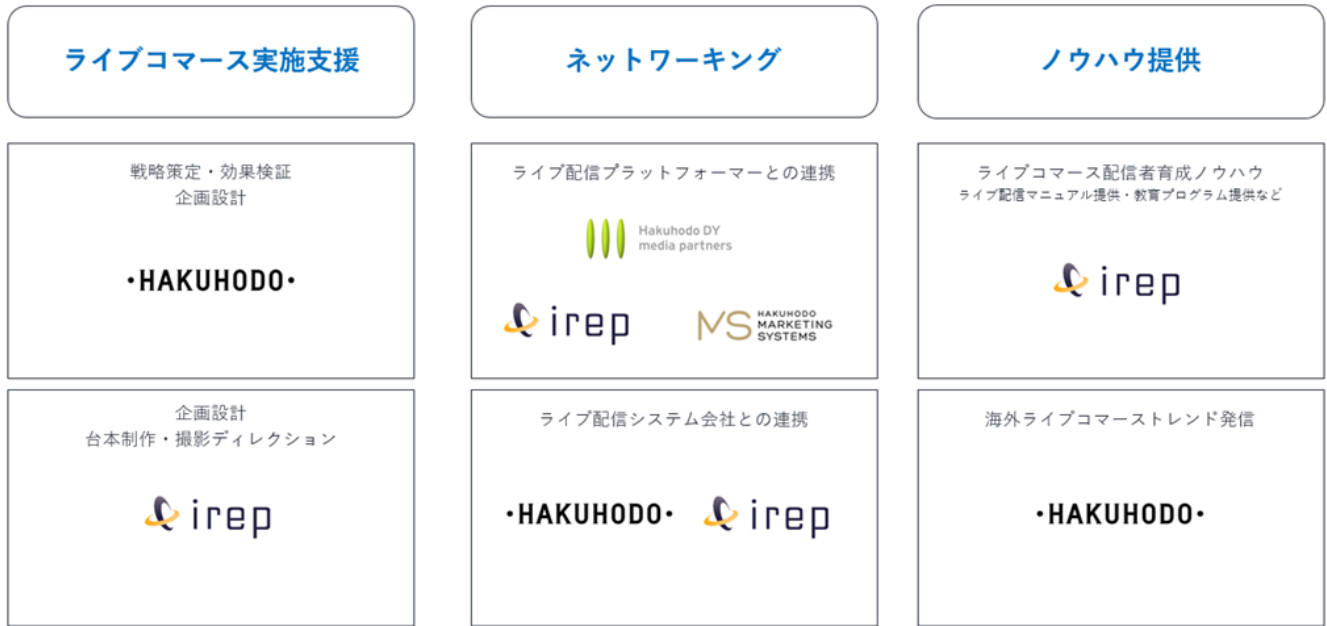 ライブコマース実施支援
ネットワーキング
ノウハウ提供
戦略策定・効果検証
企画設計
・HAKUHODO・
ライブ配信プラットフォーマーとの連携
Hakuhodo DY
media partners
irep
MS HAKUHODO
MARKETING
SYSTEMS
ライブコマース配信者育成ノウハウ
ライブ配信マニュアル提供・教育プログラム提供など
irep
企画設計
台本制作・撮影ディレクション
irep
ライブ配信システム会社との連携
・HAKUHODO・ irep
海外ライブコマーストレンド発信
・HAKUHODO・